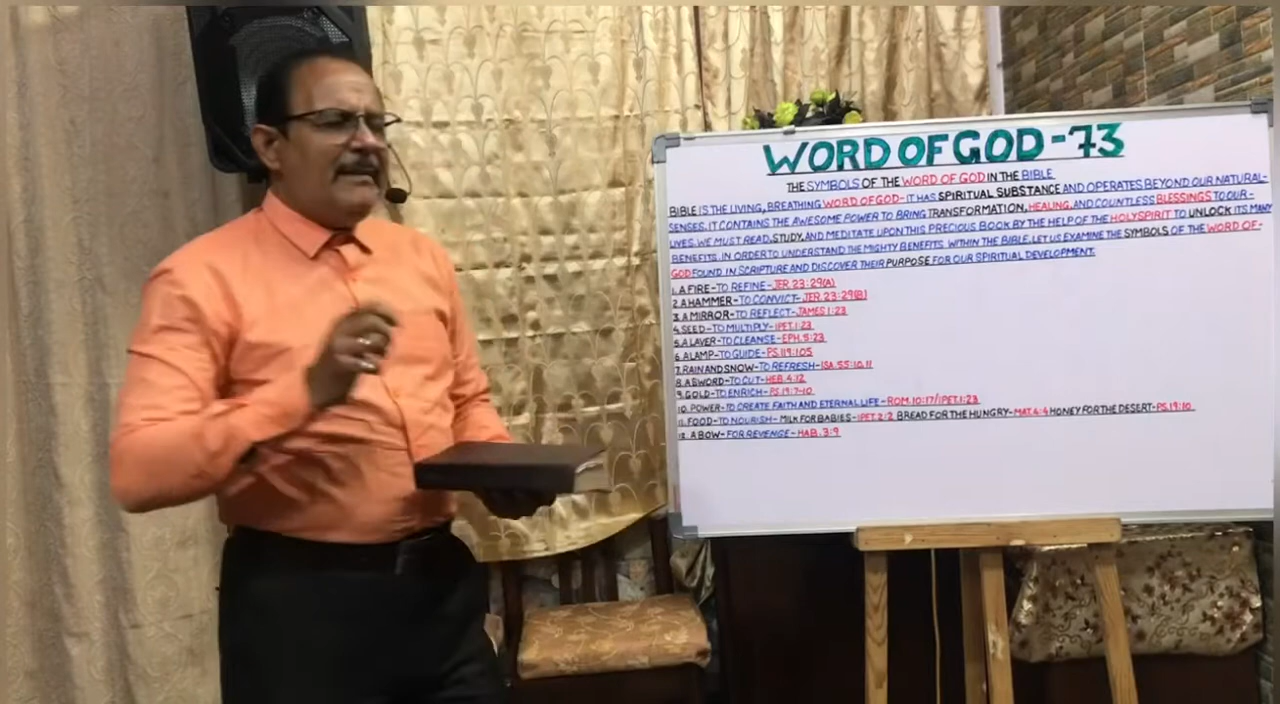 WORD OF GOD-73
THE SYMBOLS OF THE WORD OF GOD IN THE BIBLE
BIBLE IS THE LIVING, BREATHING WORD OF GOD- IT HAS SPIRITUAL SUBSTANCE AND OPERATES BEYOND OUR NATURAL-
SENSES. IT CONTAINS THE AWESOME POWER TO BRING TRANSFORMATION, HEALING, AND COUNTLESS BLESSINGS TO OUR-
LIVES. WE MUST READ, STUDY, AND MEDITATE UPON THIS PRECIOUS BOOK BY THE HELP OF THE HOLYSPIRIT TO UNLOCK ITS MANY
BENEFITS. IN ORDER TO UNDERSTAND THE MIGHTY BENEFITS WITHIN THE BIBLE. LET US EXAMINE THE SYMBOLS OF THE WORD OF-
GOD FOUND IN SCRIPTURE AND DISCOVER THEIR PURPOSE FOR OUR SPIRITUAL DEVELOPMENT.
1. A FIRE-TO REFINE-JER.23:29(A)
2. A HAMMER-TO CONVICT-JER.23:29(B)
3. A MIRROR-TO REFLECT-JAMES 1:23
4. SEED-TO MULTIPLY-1PET.1:23
5. A LAVER-TO CLEANSE-EPH.5:23
6. A LAMP-TO GUIDE-PS.119:105
7. RAIN AND SNOW-TO REFRESH-ISA.55:10,11
8. A SWORD-TO CUT-HEB.4:12
9. GOLD-TO ENRICH-PS.19:7-10
10. POWER-TO CREATE FAITH AND ETERNAL LIFE-ROM.10:17/1PET.1:23
11. FOOD-TO NOURISH-MILK FOR BABIES-1PET.2:2 BREAD FOR THE HUNGRY-MAT.4:4 HONEY FOR THE DESERT-PS.19:10
12. A BOW-FOR REVENGE-HAB.3:9